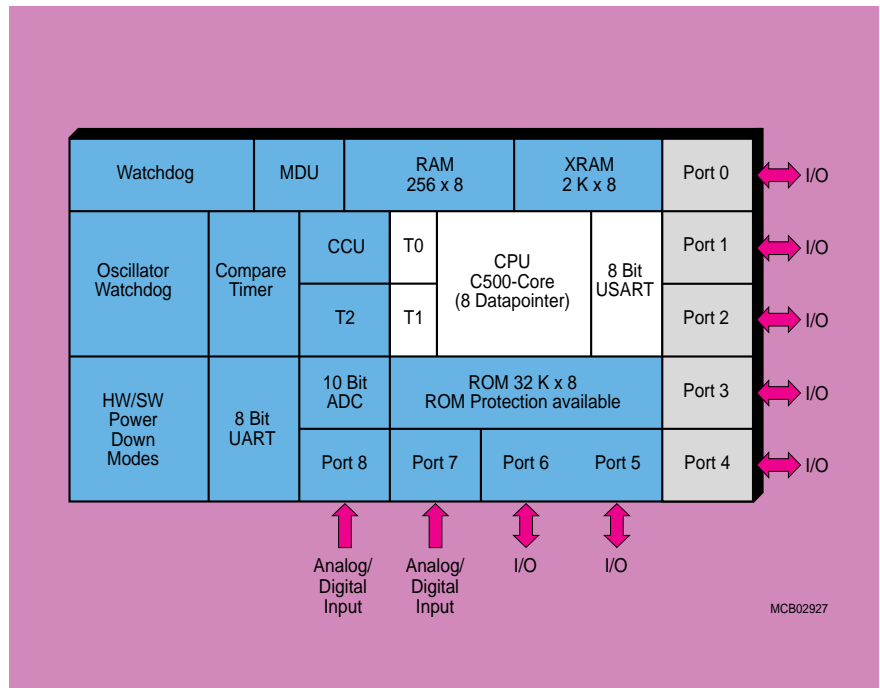 Watchdog
MDU
RAM
256 x 8
XRAM
2 K x 8
Port 0
I/O
Oscillator
Watchdog
Compare
Timer
CCU
T0
CPU
C500-Core
(8 Datapointer)
8 Bit
USART
Port 1
I/O
T2
T1
Port 2
I/O
HW/SW
Power
Down
Modes
8 Bit
UART
10 Bit
ADC
ROM 32 K x 8
ROM Protection available
Port 3
I/O
Port 8
Port 7
Port 6
Port 5
Port 4
I/O
Analog/
Digital
Input
Analog/
Digital
Input
I/O
I/O
MCB02927